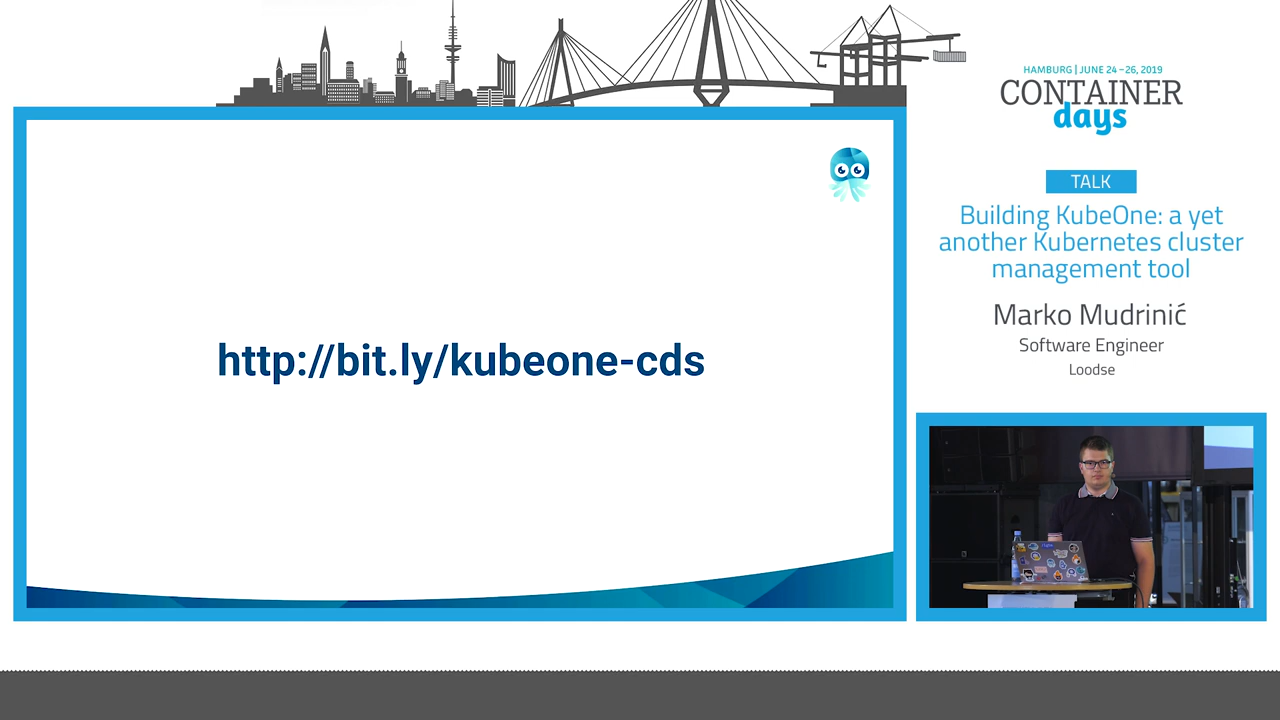 HAMBURG | JUNE 24 – 26, 2019
CONTAINER
days
TALK
Building KubeOne: a yet
another Kubernetes cluster
management tool
Marko Mudrinić
Software Engineer
Loodse
http://bit.ly/kubeone-cds